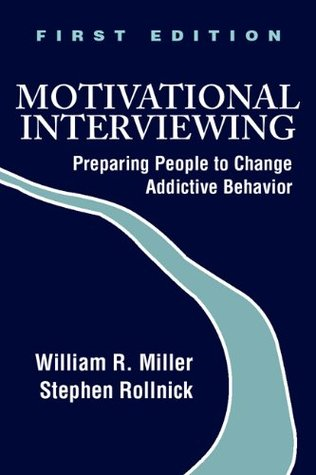 FIRST EDITION
MOTIVATIONAL
INTERVIEWING
Preparing People to Change
Addictive Behavior
William R. Miller
Stephen Rollnick